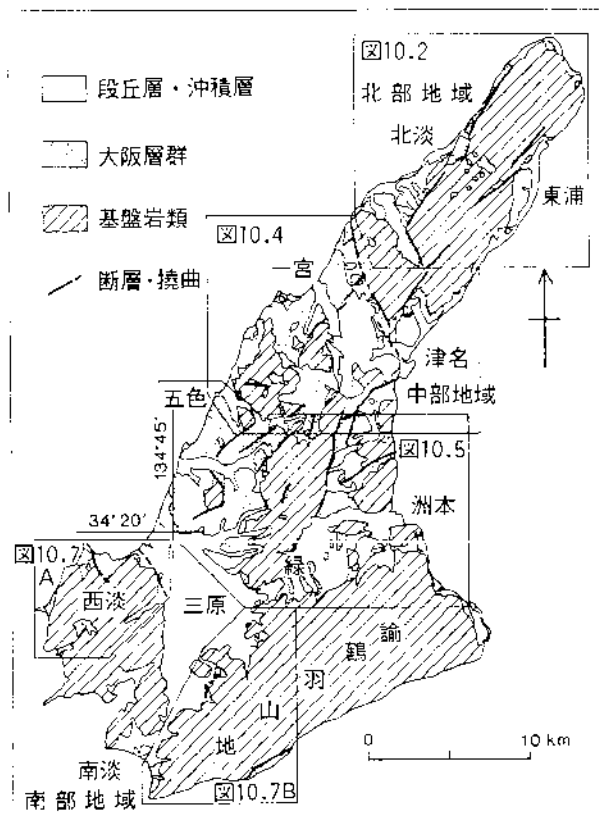 図10.2
段丘層・沖積層
北部地域
北淡
大阪層群
東浦
基盤岩類
図10.4
一宮
断層・撓曲
津名
中部地域
五色
134°45'
図10.5
洲本
34°20'
図10.7
A
緑
西淡
三原
諭鶴羽山地
0 10 km
南淡
南部地域
図10.7B